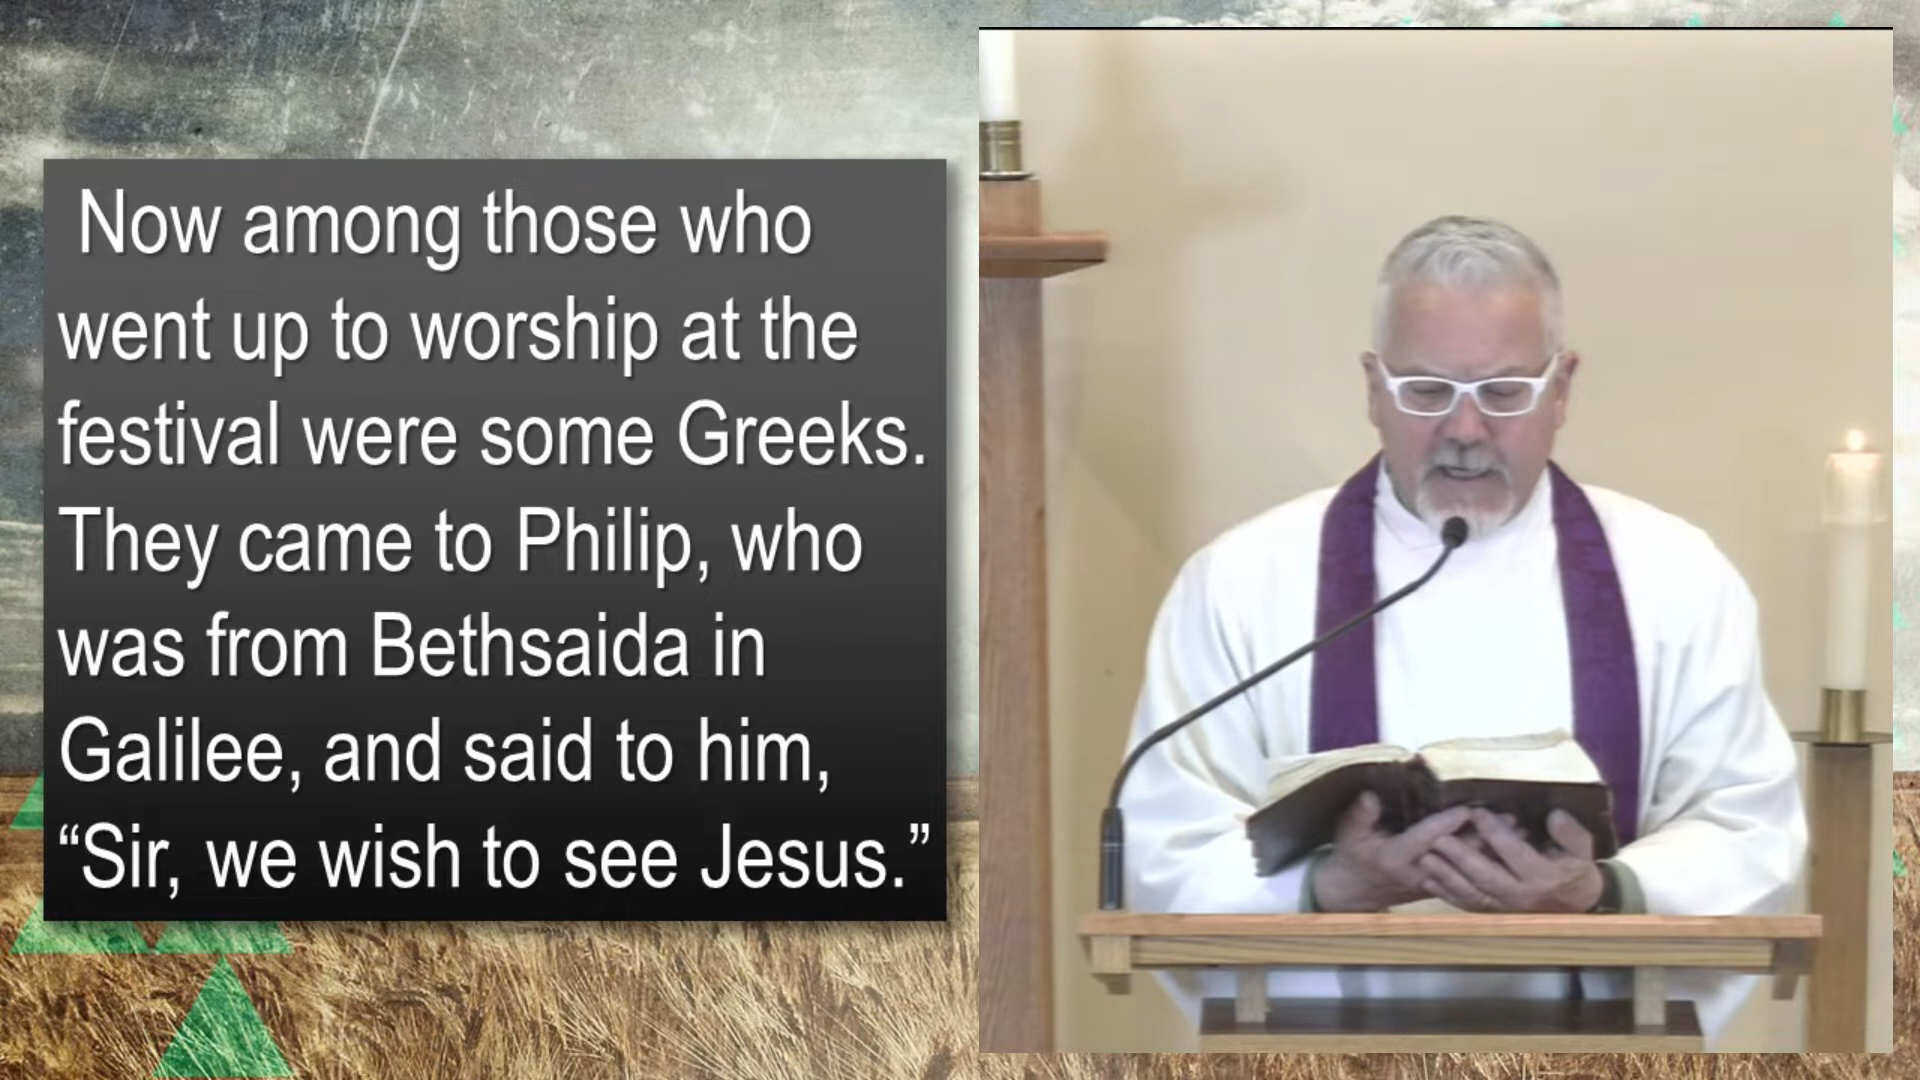 Now among those who
went up to worship at the
festival were some Greeks.
They came to Philip, who
was from Bethsaida in
Galilee, and said to him,
“Sir, we wish to see Jesus.”